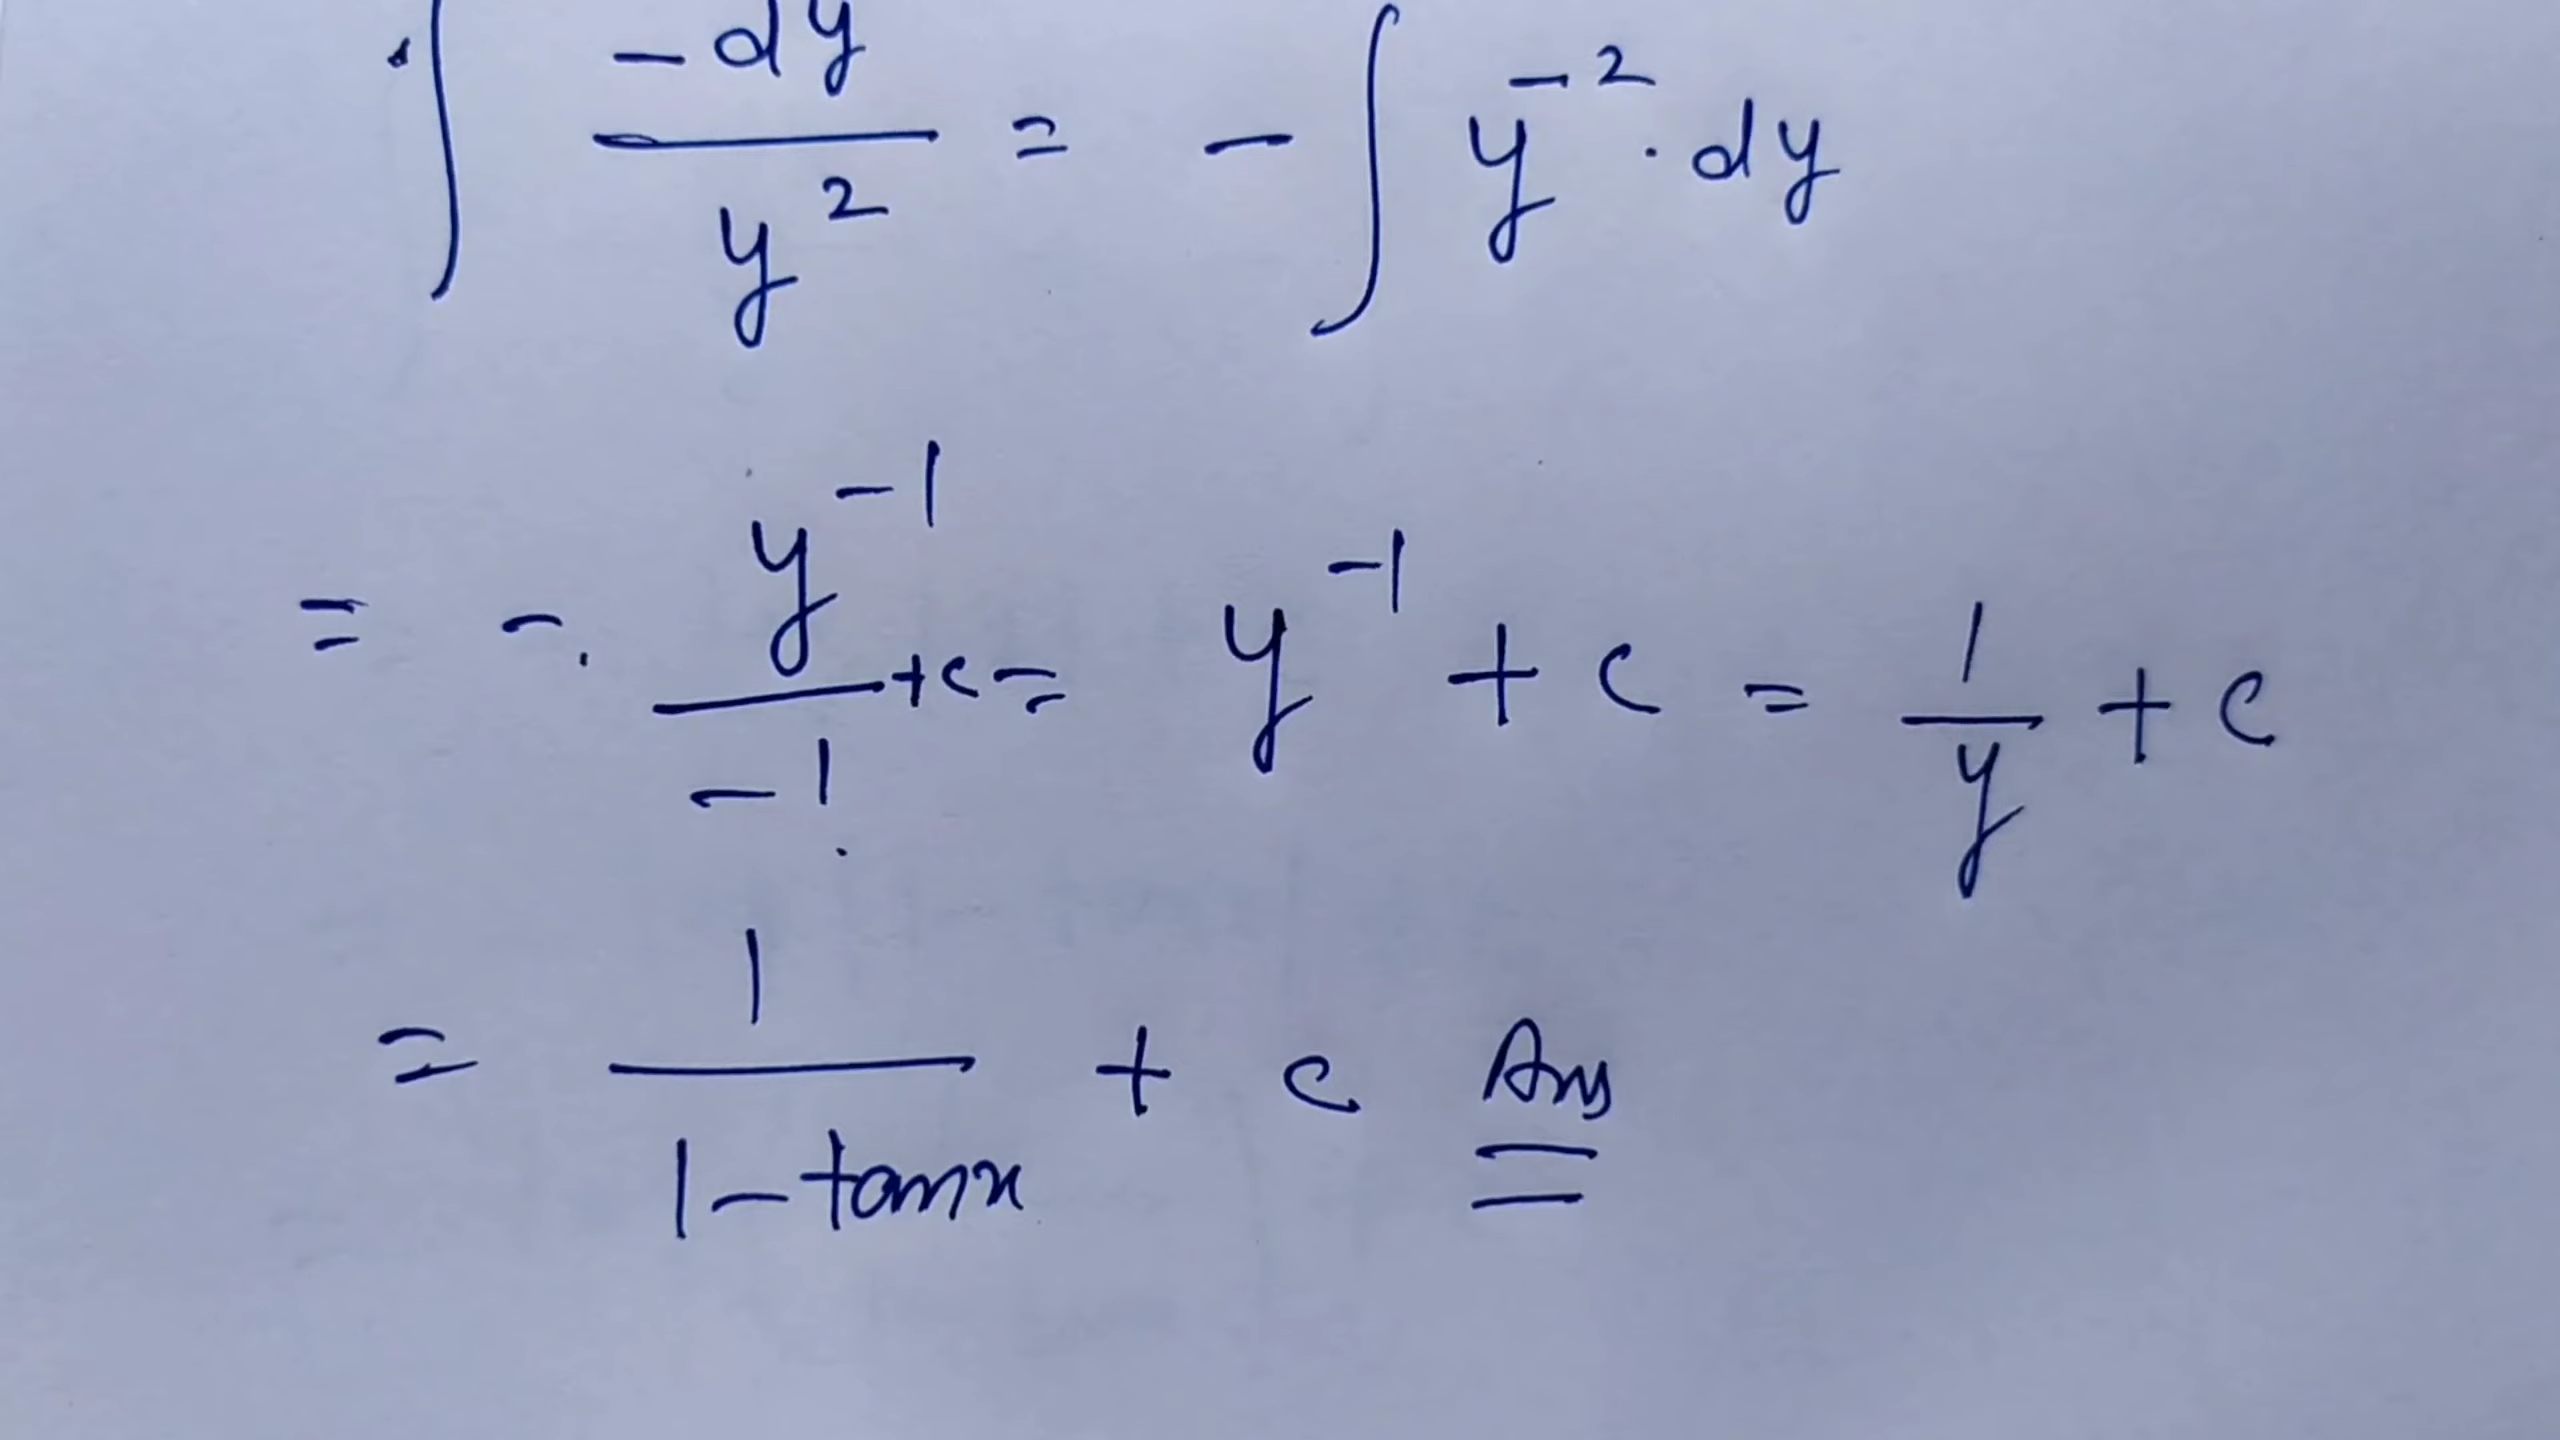 ∫ -dy/y² = - ∫ y⁻² · dy
= - . y⁻¹/-1 + c = y⁻¹ + c = 1/y + c
= 1/(1 - tanx) + c Ans